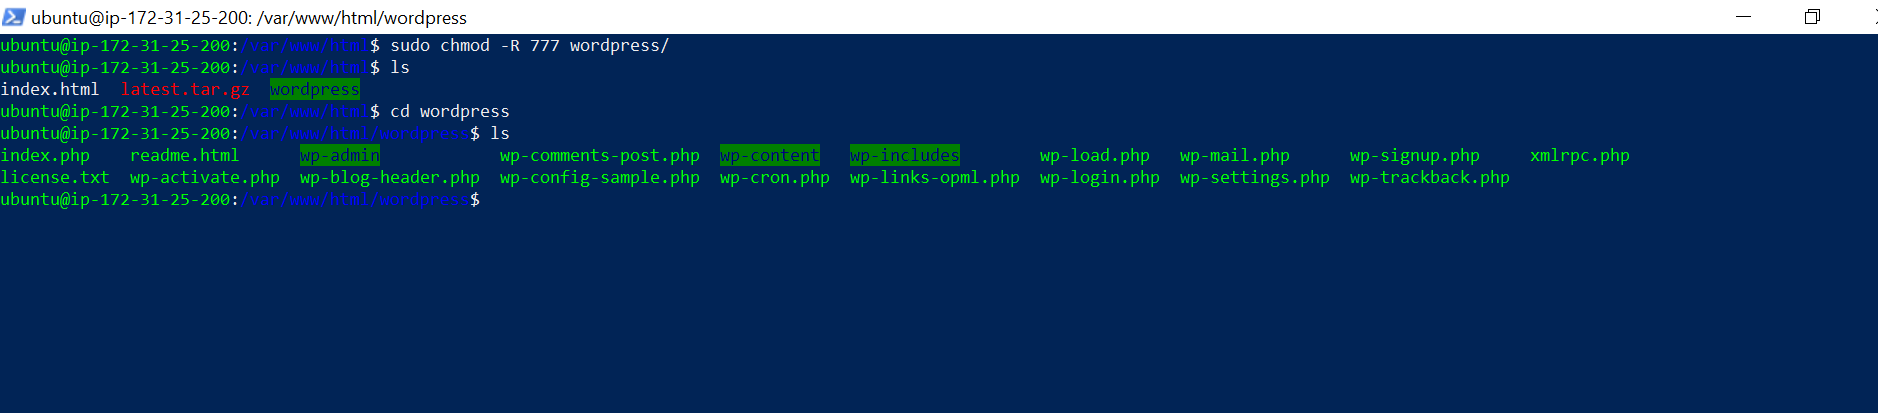 ubuntu@ip-172-31-25-200: /var/www/html/wordpress
ubuntu@ip-172-31-25-200:/var/www/html$ sudo chmod -R 777 wordpress/
ubuntu@ip-172-31-25-200:/var/www/html$ ls
index.html latest.tar.gz wordpress
ubuntu@ip-172-31-25-200:/var/www/html$ cd wordpress
ubuntu@ip-172-31-25-200:/var/www/html/wordpress$ ls
index.php readme.html wp-admin wp-comments-post.php wp-content wp-includes wp-load.php wp-mail.php wp-signup.php xmlrpc.php
license.txt wp-activate.php wp-blog-header.php wp-config-sample.php wp-cron.php wp-links-opml.php wp-login.php wp-settings.php wp-trackback.php
ubuntu@ip-172-31-25-200:/var/www/html/wordpress$